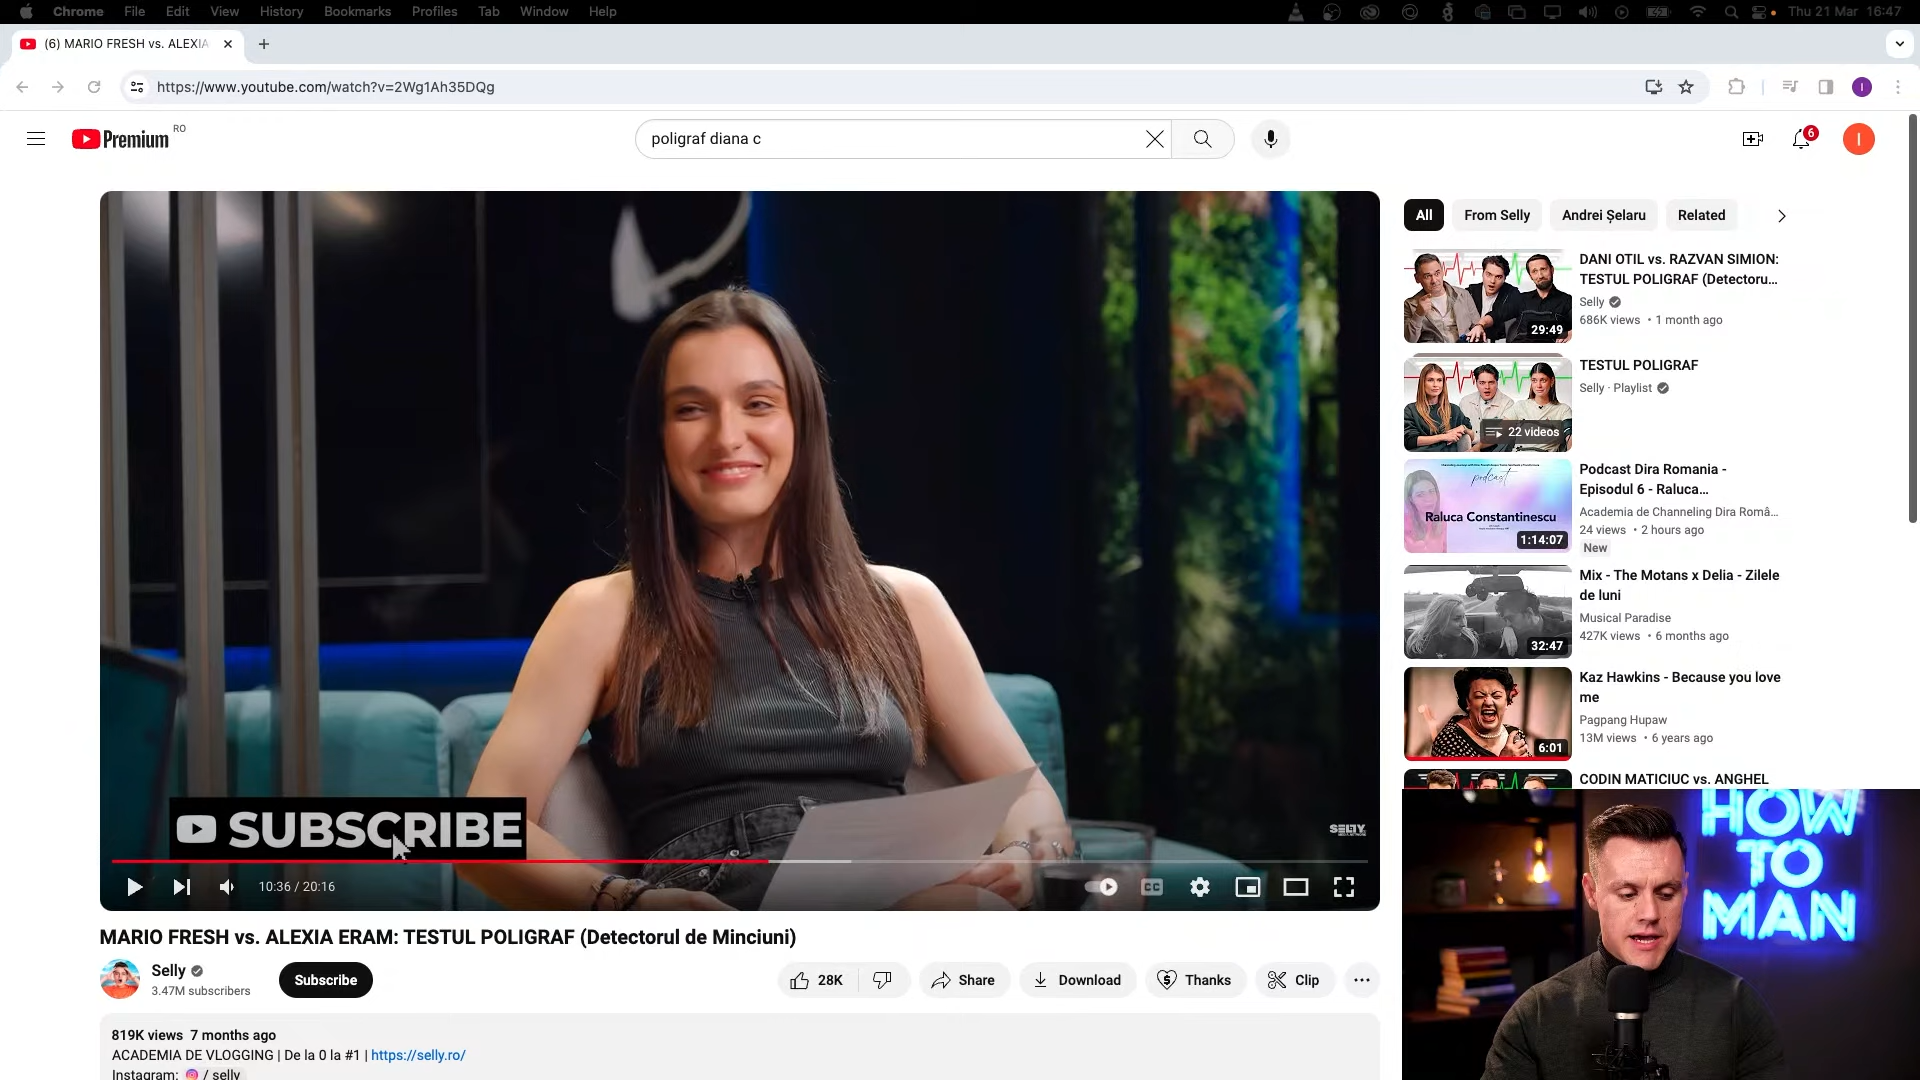 Chrome File Edit View History Bookmarks Profiles Tab Window Help Thu 21 Mar 16:47
(6) MARIO FRESH vs. ALEXIA
https://www.youtube.com/watch?v=2Wg1Ah35DQg
Premium RO
poligraf diana c
6
I
SUBSCRIBE
SELLY
10:36 / 20:16
CC
MARIO FRESH vs. ALEXIA ERAM: TESTUL POLIGRAF (Detectorul de Minciuni)
Selly
3.47M subscribers
Subscribe
28K
Share
Download
Thanks
Clip
819K views 7 months ago
ACADEMIA DE VLOGGING | De la 0 la #1 | https://selly.ro/
Instagram: / selly
All From Selly Andrei Șelaru Related
29:49
DANI OTIL vs. RAZVAN SIMION:
TESTUL POLIGRAF (Detectoru...
Selly
686K views • 1 month ago
22 videos
TESTUL POLIGRAF
Selly · Playlist
podcast
Raluca Constantinescu
1:14:07
Podcast Dira Romania -
Episodul 6 - Raluca...
Academia de Channeling Dira Româ...
24 views • 2 hours ago
New
32:47
Mix - The Motans x Delia - Zilele
de luni
Musical Paradise
427K views • 6 months ago
6:01
Kaz Hawkins - Because you love
me
Pagpang Hupaw
13M views • 6 years ago
CODIN MATICIUC vs. ANGHEL
HOW
TO
MAN